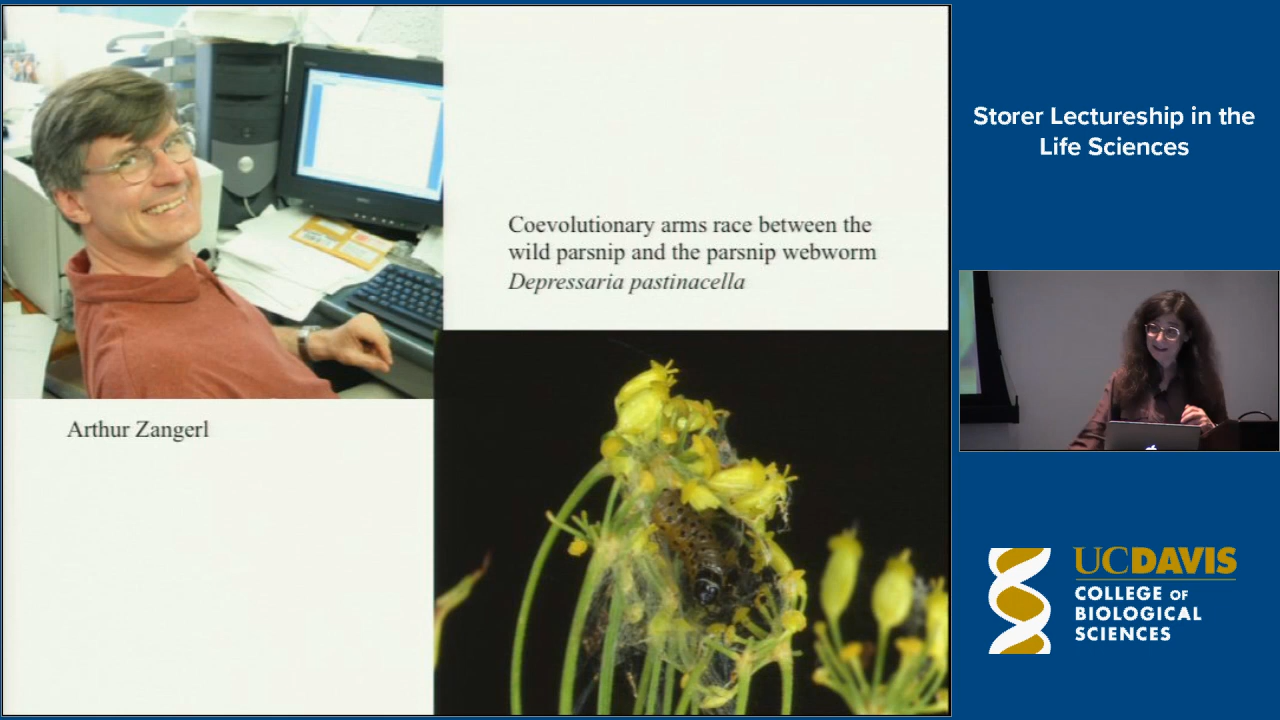 Coevolutionary arms race between the
wild parsnip and the parsnip webworm
Depressaria pastinacella
Arthur Zangerl
Storer Lectureship in the
Life Sciences
UCDAVIS
COLLEGE OF
BIOLOGICAL
SCIENCES